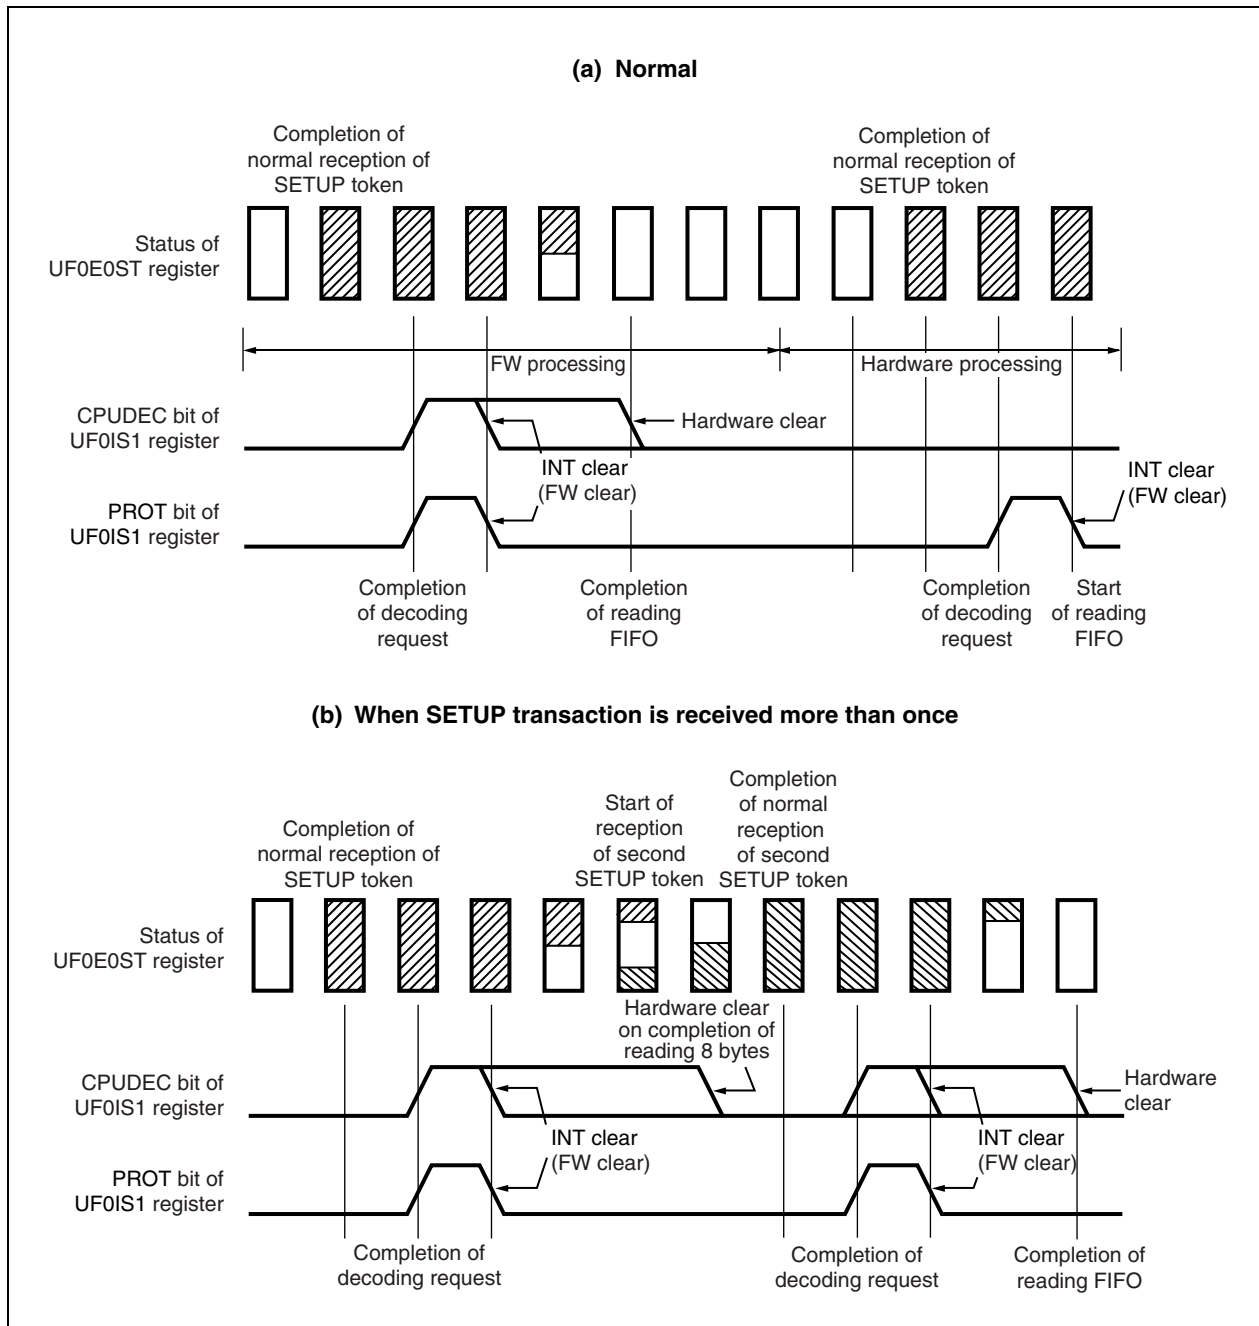 (a) Normal
Completion of
normal reception of
SETUP token
Completion of
normal reception of
SETUP token
Status of
UF0E0ST register
FW processing
Hardware processing
CPUDEC bit of
UF0IS1 register
Hardware clear
INT clear
(FW clear)
INT clear
(FW clear)
PROT bit of
UF0IS1 register
Completion
of decoding
request
Completion
of reading
FIFO
Completion
of decoding
request
Start
of reading
FIFO
(b) When SETUP transaction is received more than once
Completion of
normal reception of
SETUP token
Start of
reception
of second
SETUP token
Completion
of normal
reception
of second
SETUP token
Status of
UF0E0ST register
Hardware clear
on completion of
reading 8 bytes
CPUDEC bit of
UF0IS1 register
Hardware
clear
INT clear
(FW clear)
INT clear
(FW clear)
PROT bit of
UF0IS1 register
Completion of
decoding request
Completion of
decoding request
Completion of
reading FIFO